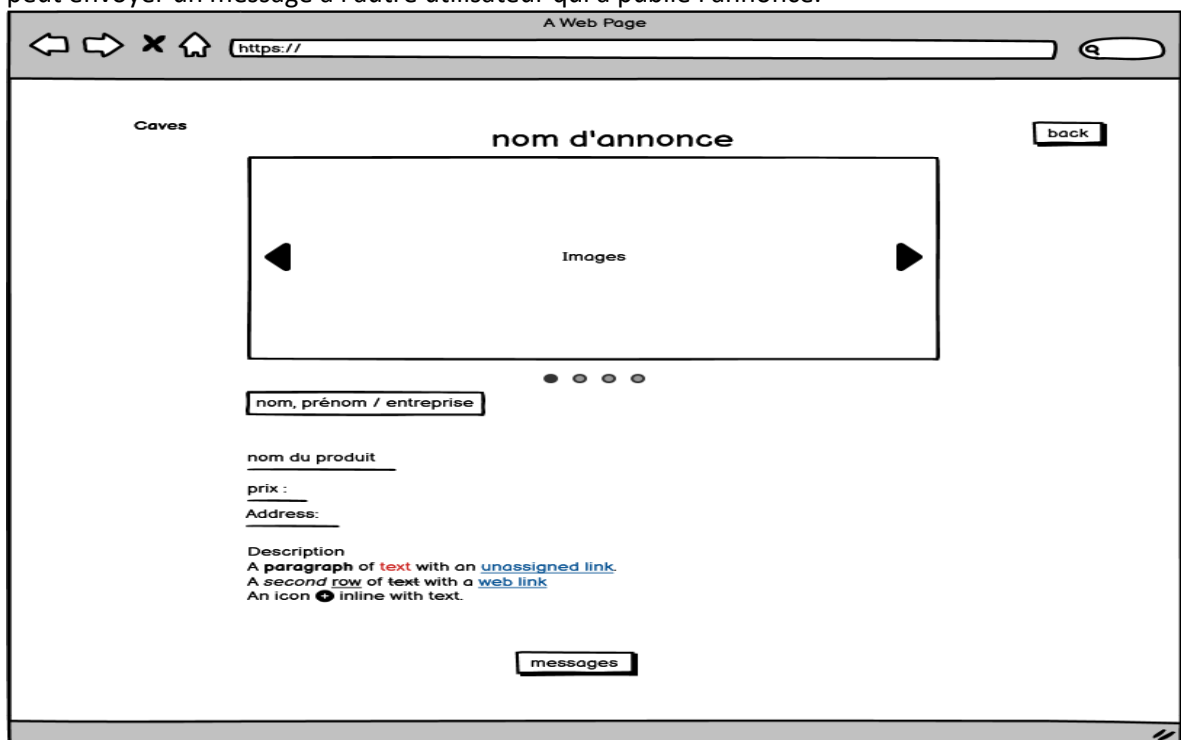 peut envoyer un message à l'autre utilisateur qui a publié l'annonce.
A Web Page
https://
Caves
nom d'annonce
back
Images
nom, prénom / entreprise
nom du produit
prix :
Address:
Description
A paragraph of text with an unassigned link.
A second row of text with a web link
An icon inline with text.
messages